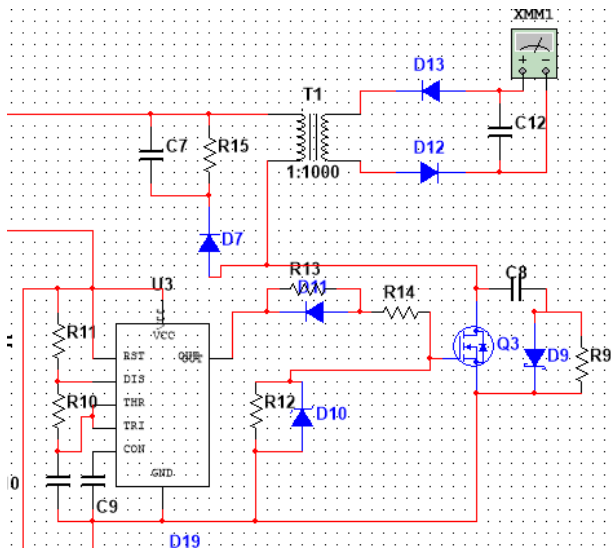 XMM1
D13
T1
C7
R15
C12
D12
1:1000
D7
C8
R13
U3
D11
R14
VCC
R11
Q3
RST
OUT
D9
R9
DIS
R10
THR
R12
D10
TRI
CON
0
GND
C9
D19